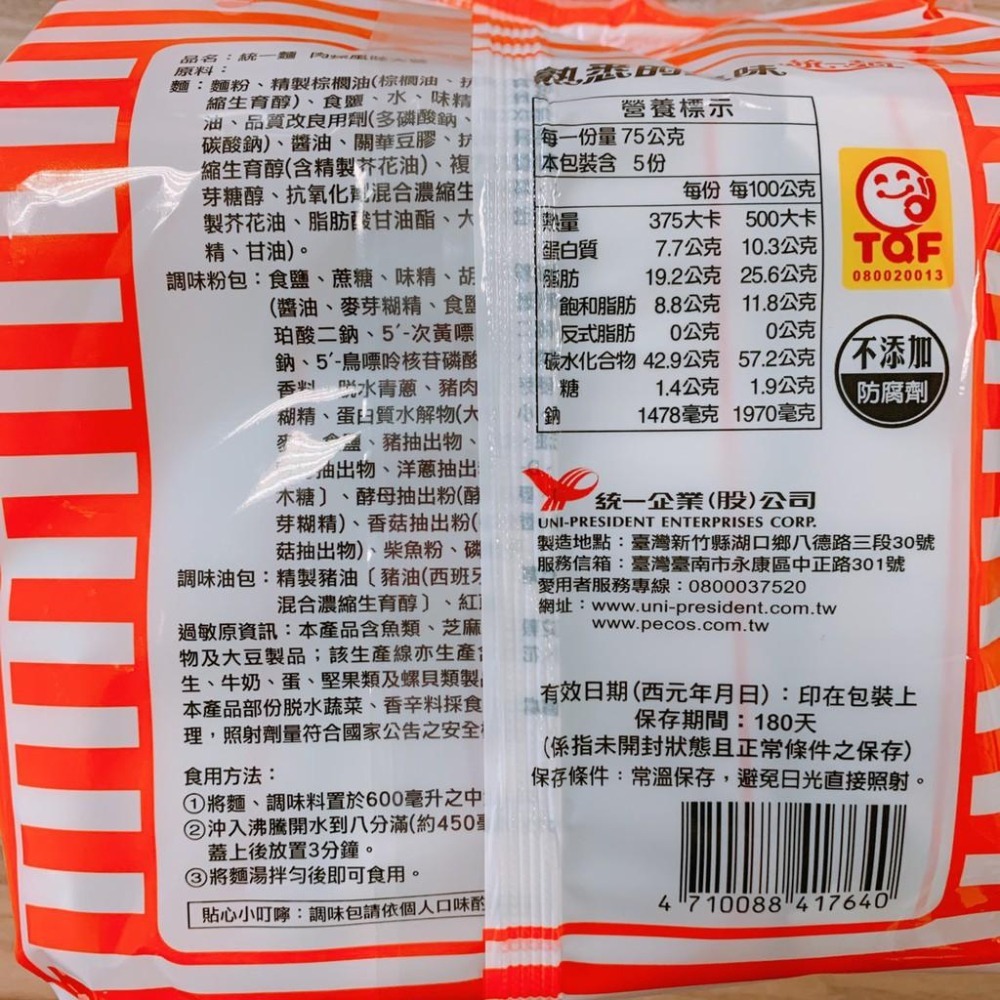 品名：統一麵
原料：
麵：麵粉、精製棕櫚油(棕櫚油、抗
縮生育醇)、食鹽、水、味精
油、品質改良用劑(多磷酸鈉、
碳酸鈉)、醬油、關華豆膠、抗
縮生育醇(含精製芥花油)、複
芽糖醇、抗氧化劑混合濃縮生
製芥花油、脂肪酸甘油酯、大
精、甘油)。
調味粉包：食鹽、蔗糖、味精、胡
(醬油、麥芽糊精、食鹽
珀酸二鈉、5´-次黃嘌
鈉、5´-鳥嘌呤核苷磷酸
香料、脫水青蔥、豬肉
糊精、蛋白質水解物(大
麥、食鹽、豬抽出物、
抽出物、洋蔥抽出
木糖〕、酵母抽出粉(酵
芽糊精)、香菇抽出粉(
菇抽出物)、柴魚粉、磷
調味油包：精製豬油〔豬油(西班牙
混合濃縮生育醇〕、紅
過敏原資訊：本產品含魚類、芝麻
物及大豆製品；該生產線亦生產含
生、牛奶、蛋、堅果類及螺貝類製
本產品部份脫水蔬菜、香辛料採食
理，照射劑量符合國家公告之安全
食用方法：
①將麵、調味料置於600毫升之中
②沖入沸騰開水到八分滿(約450毫
蓋上後放置3分鐘。
③將麵湯拌勻後即可食用。
貼心小叮嚀：調味包請依個人口味酌
熟悉的 味
營養標示
每一份量 75公克
本包裝含 5份
每份 每100公克
熱量 375大卡 500大卡
蛋白質 7.7公克 10.3公克
脂肪 19.2公克 25.6公克
飽和脂肪 8.8公克 11.8公克
反式脂肪 0公克 0公克
碳水化合物 42.9公克 57.2公克
糖 1.4公克 1.9公克
鈉 1478毫克 1970毫克
TQF
080020013
不添加
防腐劑
統一企業(股)公司
UNI-PRESIDENT ENTERPRISES CORP.
製造地點：臺灣新竹縣湖口鄉八德路三段30號
服務信箱：臺灣臺南市永康區中正路301號
愛用者服務專線：0800037520
網址：www.uni-president.com.tw
www.pecos.com.tw
有效日期(西元年月日)：印在包裝上
保存期間：180天
(係指未開封狀態且正常條件之保存)
保存條件：常溫保存，避免日光直接照射。
4 710088 417640